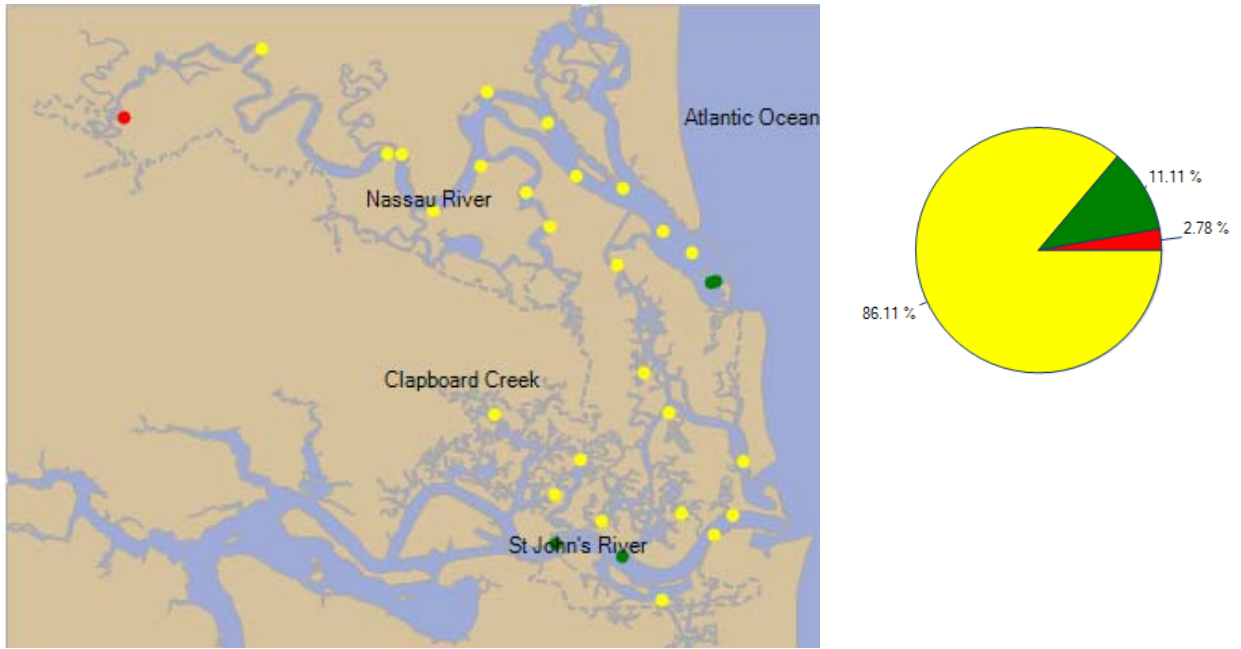 Atlantic Ocean
Nassau River
Clapboard Creek
St John's River
11.11 %
2.78 %
86.11 %